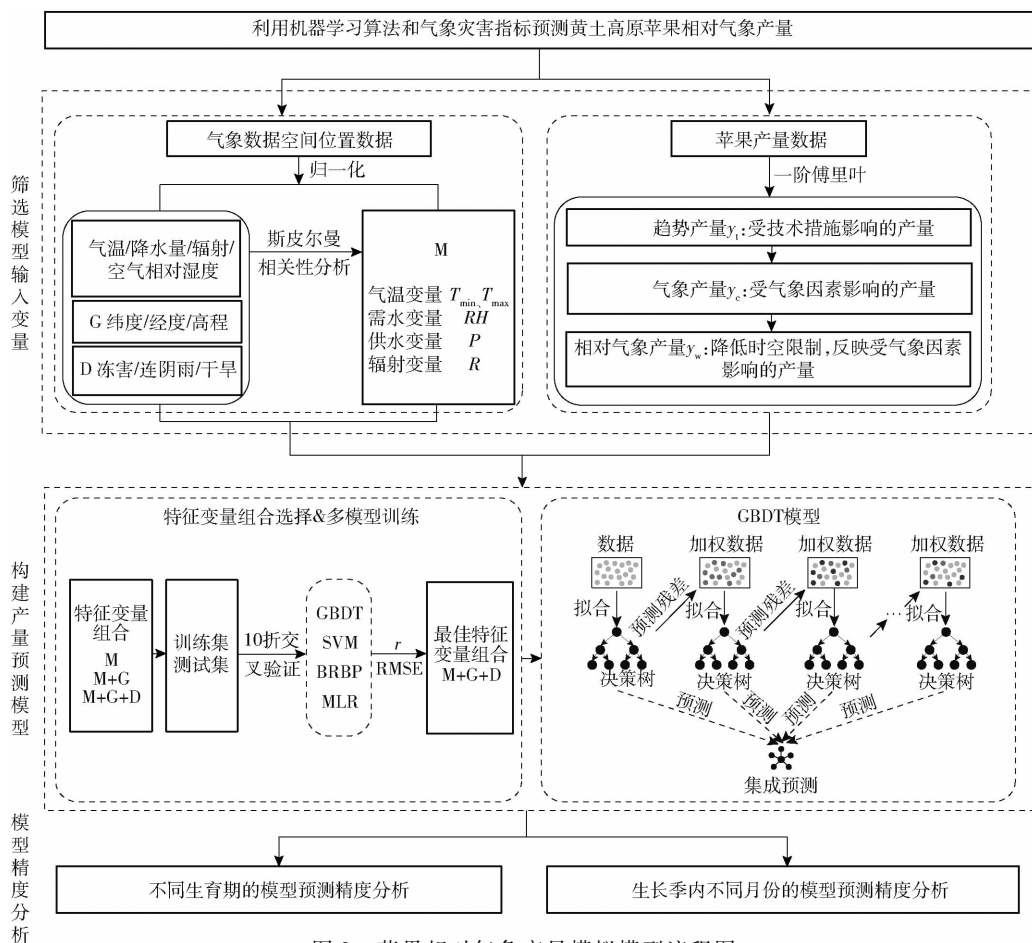 利用机器学习算法和气象灾害指标预测黄土高原苹果相对气象产量
筛选模型输入变量
气象数据空间位置数据
归一化
气温/降水量/辐射/
空气相对湿度
G 纬度/经度/高程
D 冻害/连阴雨/干旱
斯皮尔曼
相关性分析
M
气温变量 Tmin、Tmax
需水变量 RH
供水变量 P
辐射变量 R
苹果产量数据
一阶傅里叶
趋势产量yt:受技术措施影响的产量
气象产量yc:受气象因素影响的产量
相对气象产量yw:降低时空限制,反映受气象因素
影响的产量
构建产量预测模型
特征变量组合选择&多模型训练
特征变量
组合
M
M+G
M+G+D
训练集
测试集
10折交
叉验证
GBDT
SVM
BRBP
MLR
r
RMSE
最佳特征
变量组合
M+G+D
GBDT模型
数据
加权数据
加权数据
加权数据
拟合
预测残差
拟合
预测残差
拟合
…
拟合
决策树
决策树
决策树
决策树
预测
预测
预测
预测
集成预测
模型精度分析
不同生育期的模型预测精度分析
生长季内不同月份的模型预测精度分析